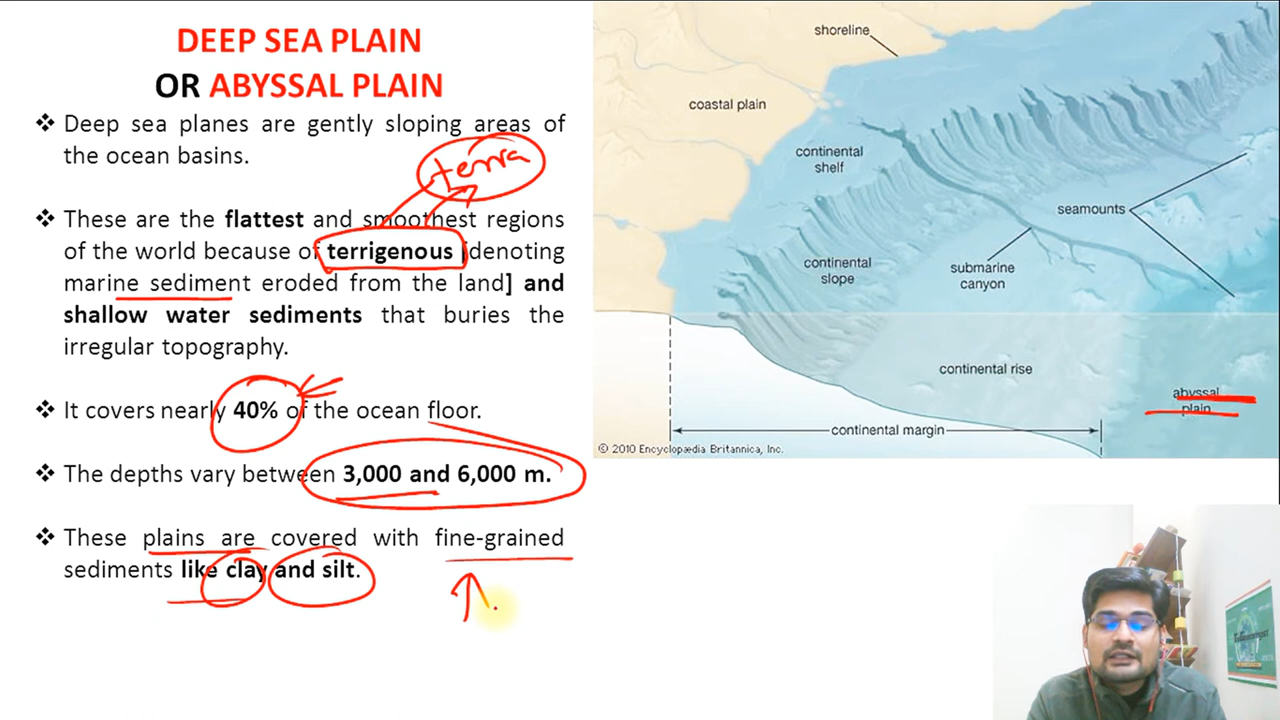 DEEP SEA PLAIN
OR ABYSSAL PLAIN
❖ Deep sea planes are gently sloping areas of
the ocean basins.
terra
❖ These are the flattest and smoothest regions
of the world because of terrigenous [denoting
marine sediment eroded from the land] and
shallow water sediments that buries the
irregular topography.
❖ It covers nearly 40% of the ocean floor.
❖ The depths vary between 3,000 and 6,000 m.
❖ These plains are covered with fine-grained
sediments like clay and silt.
shoreline
coastal plain
continental
shelf
seamounts
continental
slope
submarine
canyon
continental rise
abyssal
plain
continental margin
© 2010 Encyclopædia Britannica, Inc.